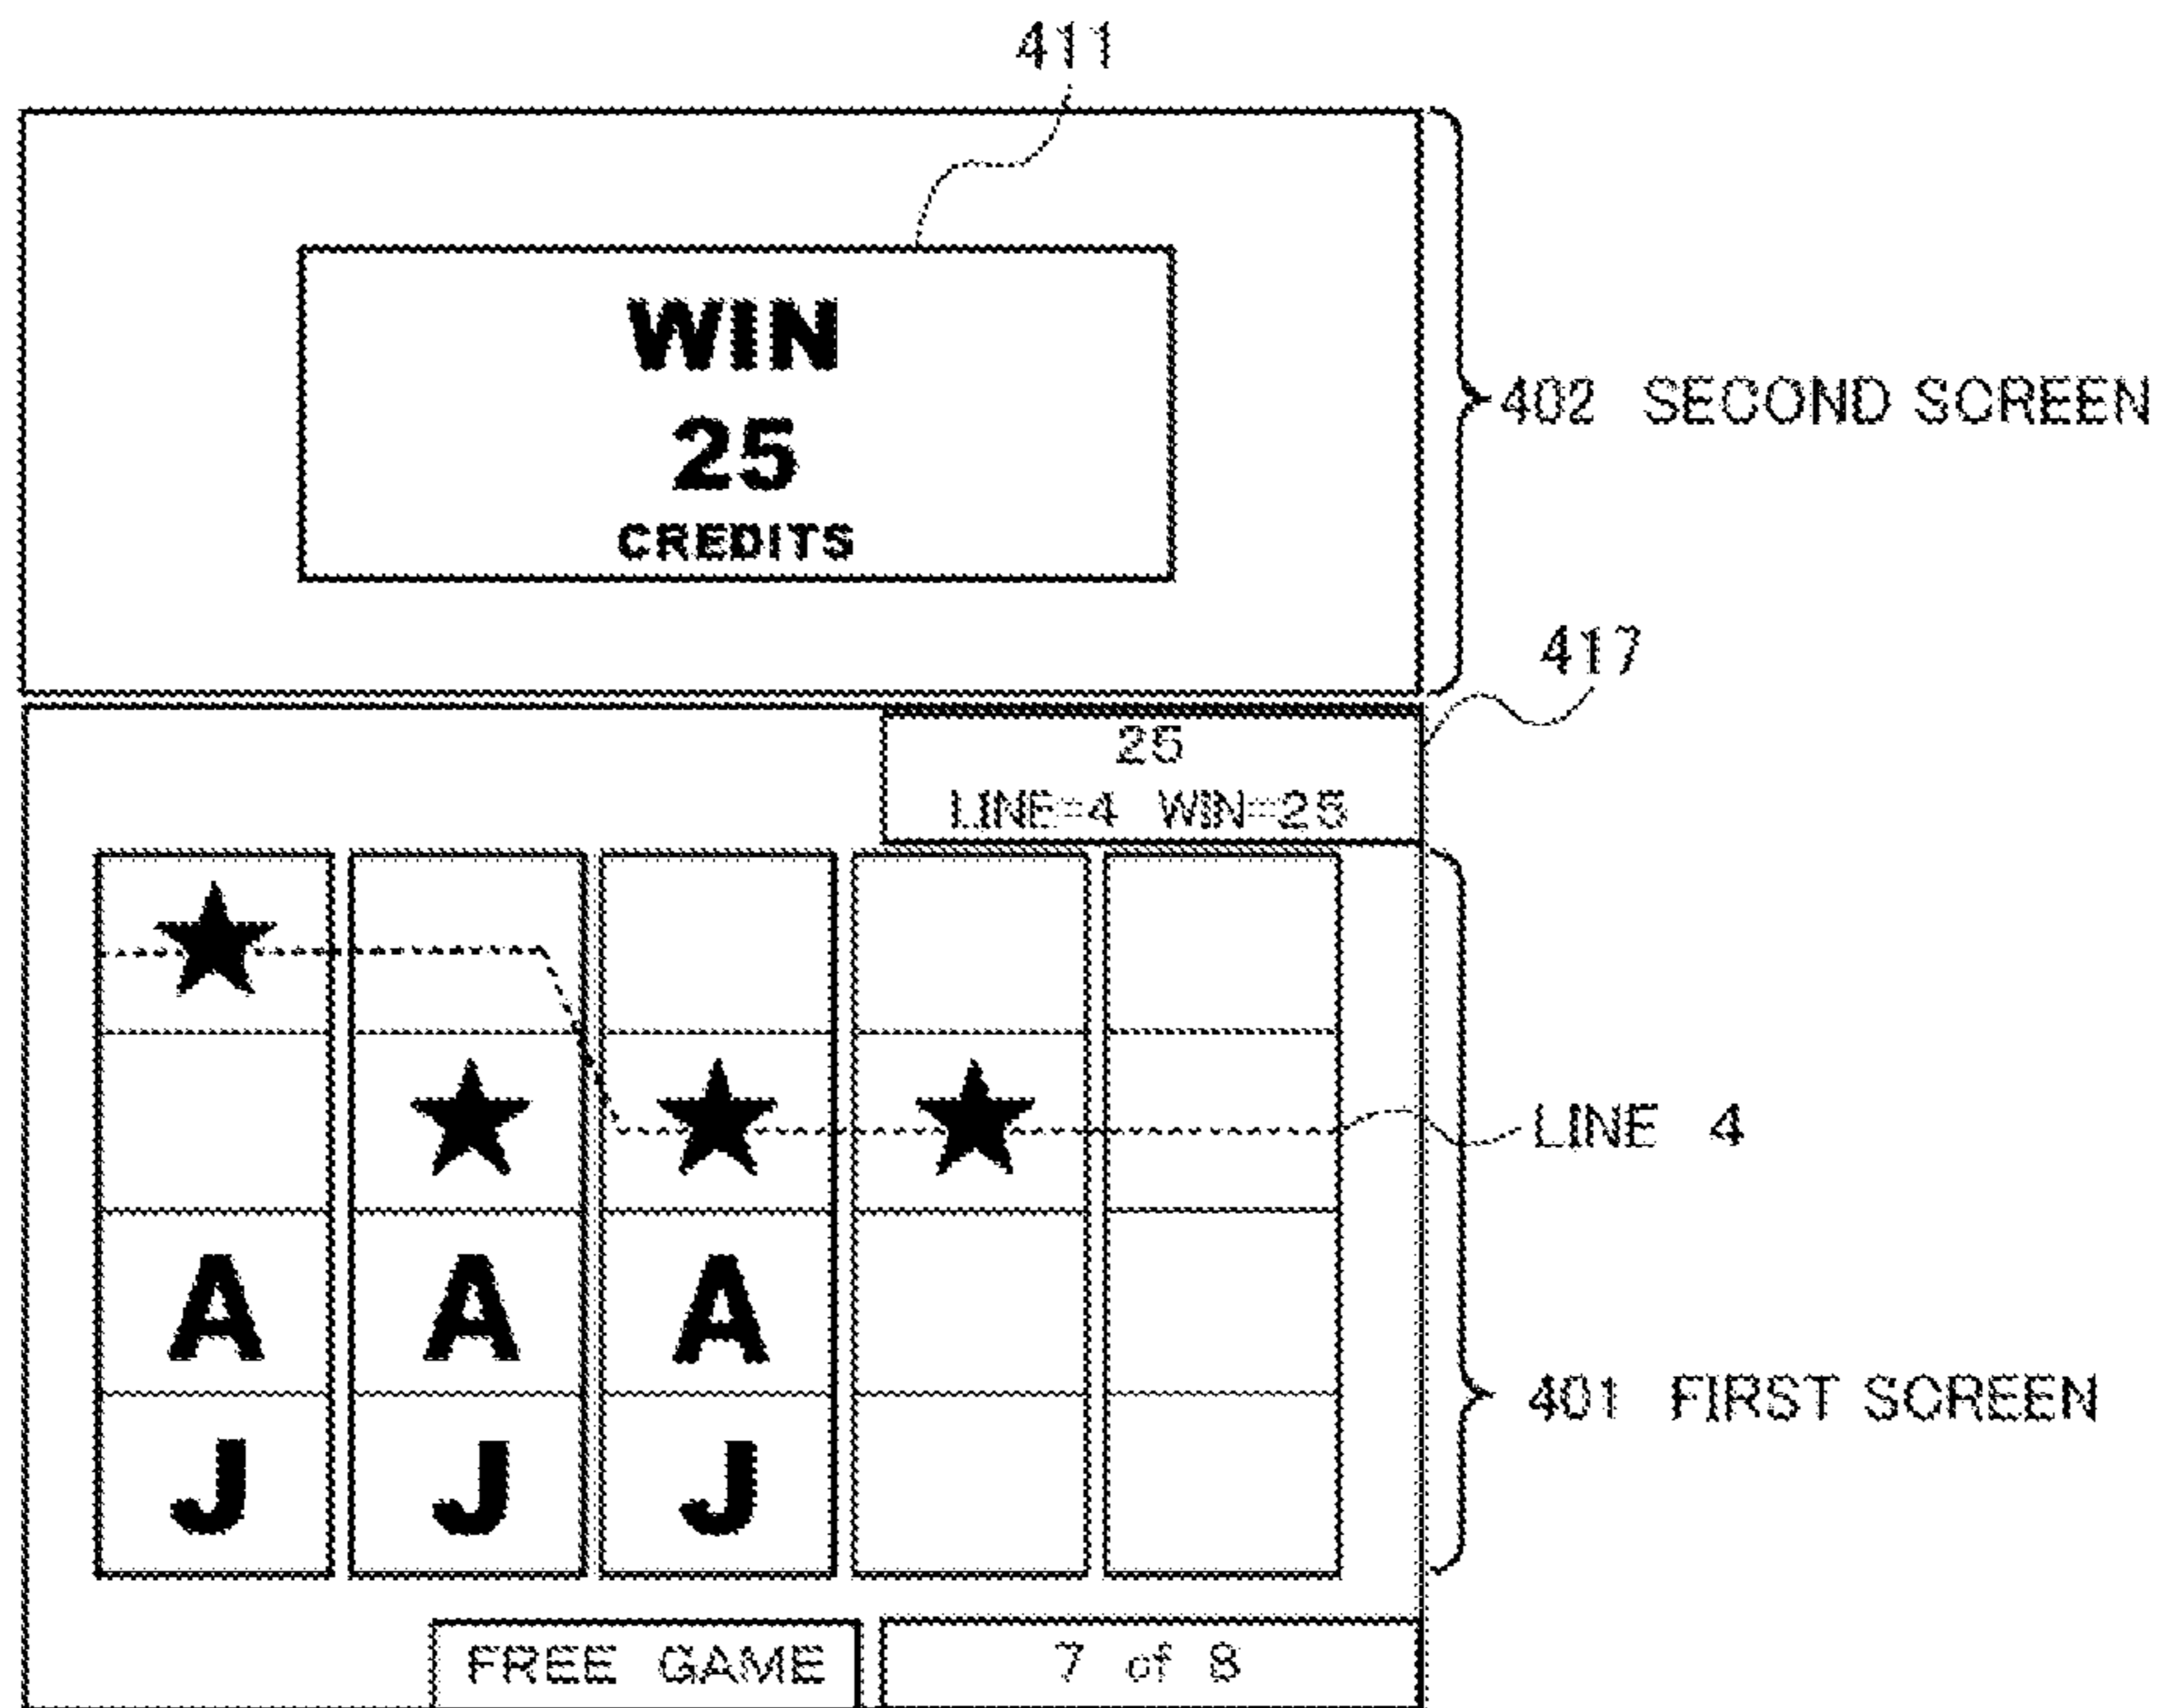 411
WIN
25
CREDITS
402 SECOND SCREEN
417
25
LINE=4 WIN=25
LINE 4
A A A
401 FIRST SCREEN
J J J
FREE GAME 7 of 8